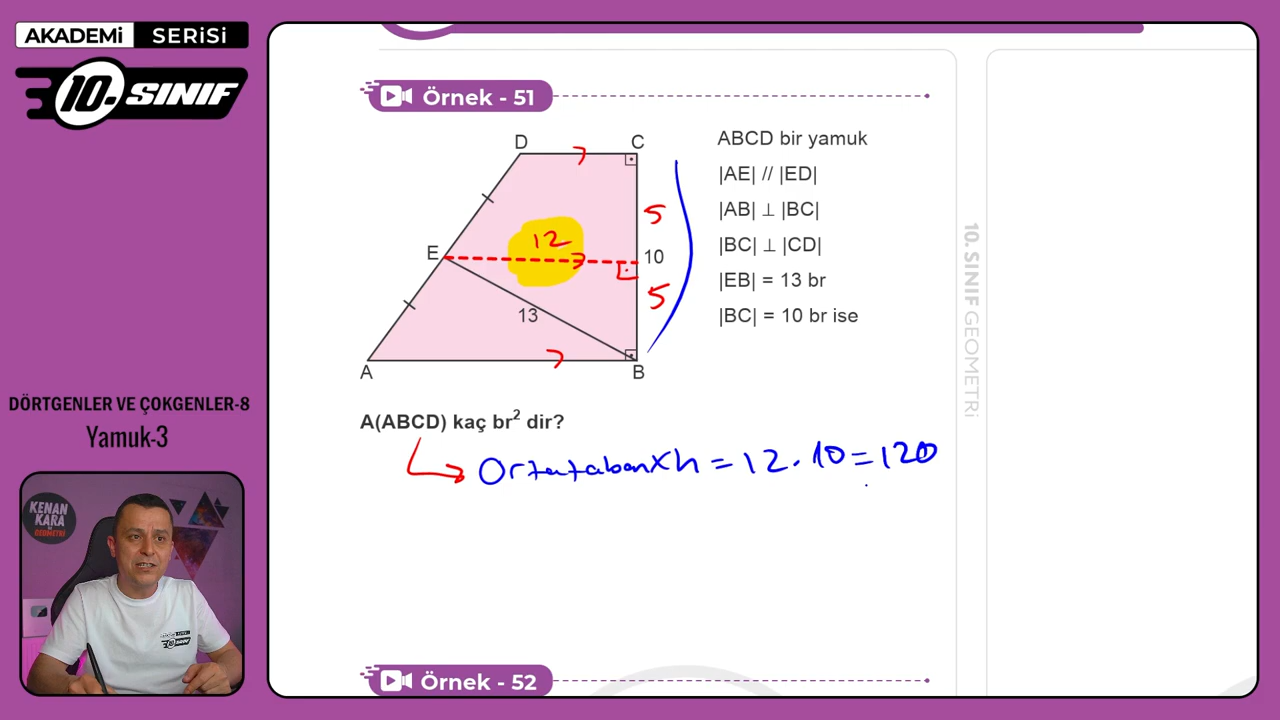 AKADEMİ SERİSİ
10. SINIF
Örnek - 51
D
C
5
12
E
10
5
13
A
B
ABCD bir yamuk
|AE| // |ED|
|AB| ⊥ |BC|
|BC| ⊥ |CD|
|EB| = 13 br
|BC| = 10 br ise
A(ABCD) kaç br² dir?
Ortataban x h = 12 . 10 = 120
10. SINIF GEOMETRİ
DÖRTGENLER VE ÇOKGENLER-8
Yamuk-3
KENAN
KARA
GEOMETRİ
10. SINIF
Örnek - 52